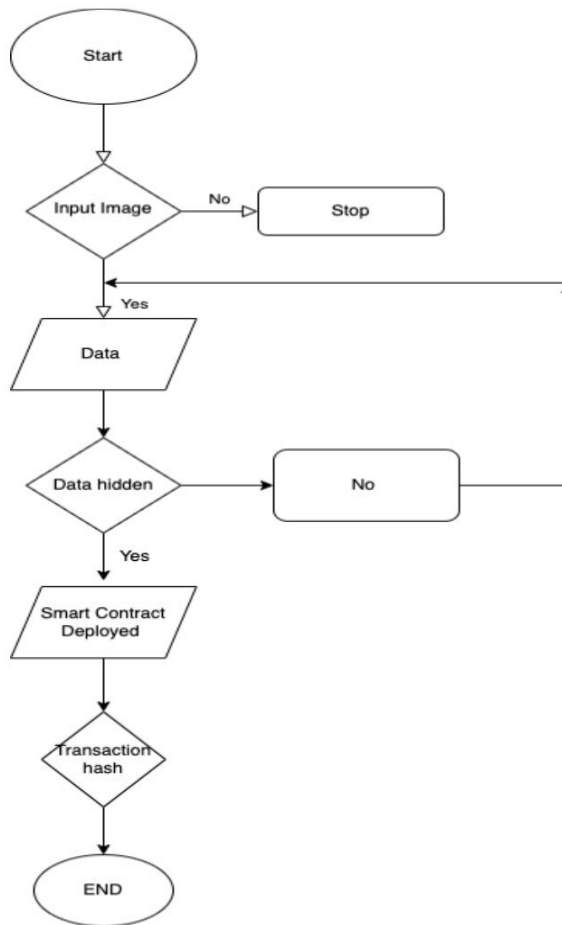 Start
Input Image
No
Stop
Yes
Data
Data hidden
No
Yes
Smart Contract
Deployed
Transaction
hash
END